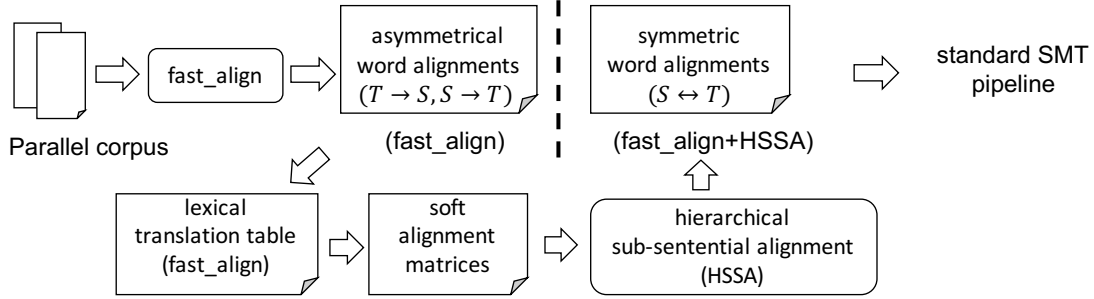 fast_align
asymmetrical
word alignments
(T → S, S → T)
symmetric
word alignments
(S ↔ T)
standard SMT
pipeline
Parallel corpus
(fast_align)
(fast_align+HSSA)
lexical
translation table
(fast_align)
soft
alignment
matrices
hierarchical
sub-sentential alignment
(HSSA)